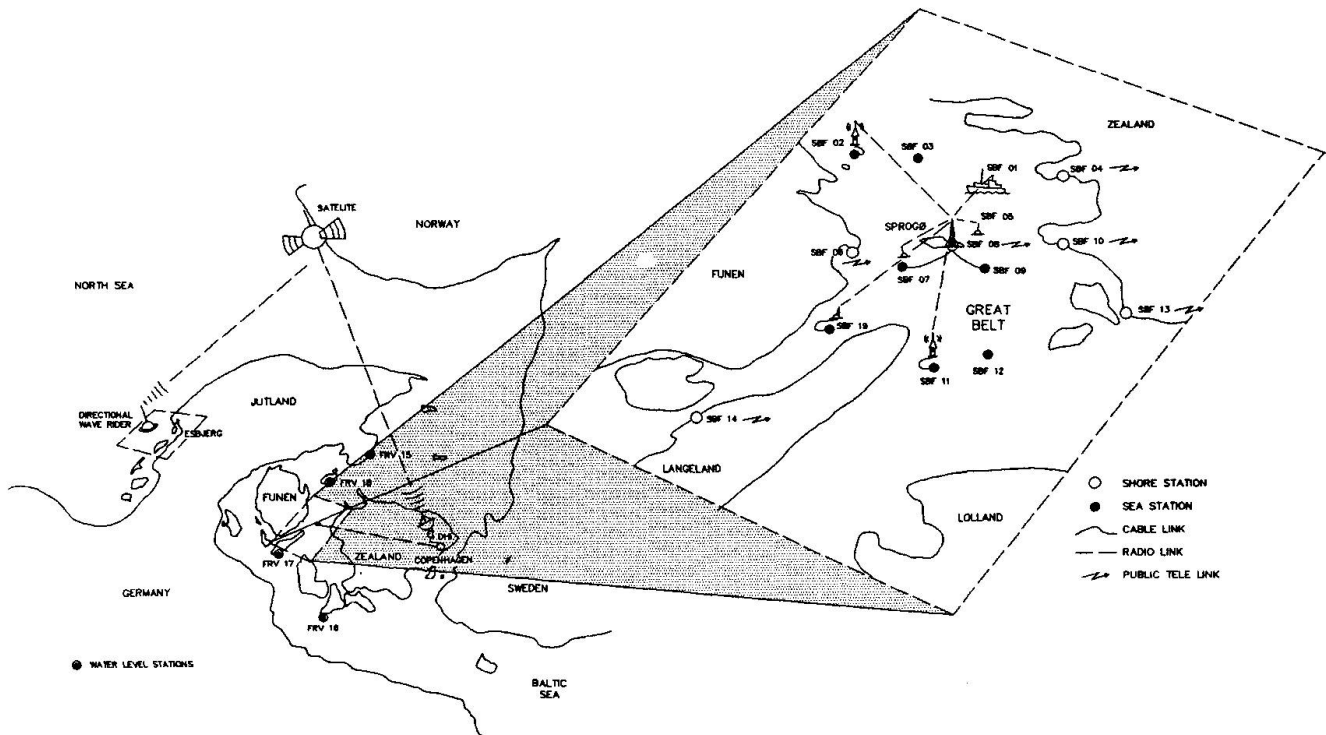 ZEALAND
SBF 02
SBF 03
SBF 01
SBF 04
SBF 05
SPROGØ
SBF 08
SBF 10
FUNEN
SBF 07
SBF 09
GREAT
BELT
SBF 13
SBF 19
SBF 11
SBF 12
SBF 14
LANGELAND
LOLLAND
SHORE STATION
SEA STATION
CABLE LINK
RADIO LINK
PUBLIC TELE LINK
SATELITE
NORWAY
NORTH SEA
JUTLAND
DIRECTIONAL
WAVE RIDER
ESBJERG
FRV 15
FRV 18
FUNEN
DHI
ZEALAND
COPENHAGEN
FRV 17
GERMANY
SWEDEN
FRV 16
WATER LEVEL STATIONS
BALTIC
SEA